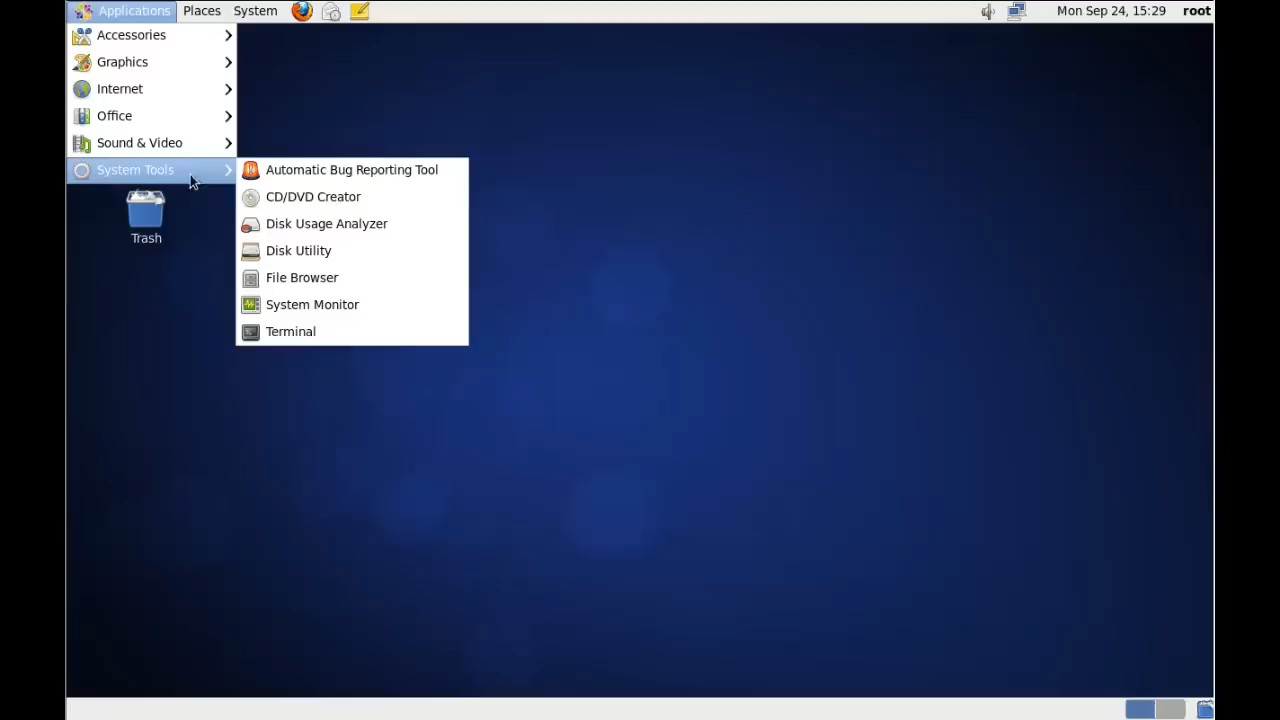 Applications Places System Mon Sep 24, 15:29 root
Accessories
Graphics
Internet
Office
Sound & Video
System Tools
Automatic Bug Reporting Tool
CD/DVD Creator
Disk Usage Analyzer
Disk Utility
File Browser
System Monitor
Terminal
Trash